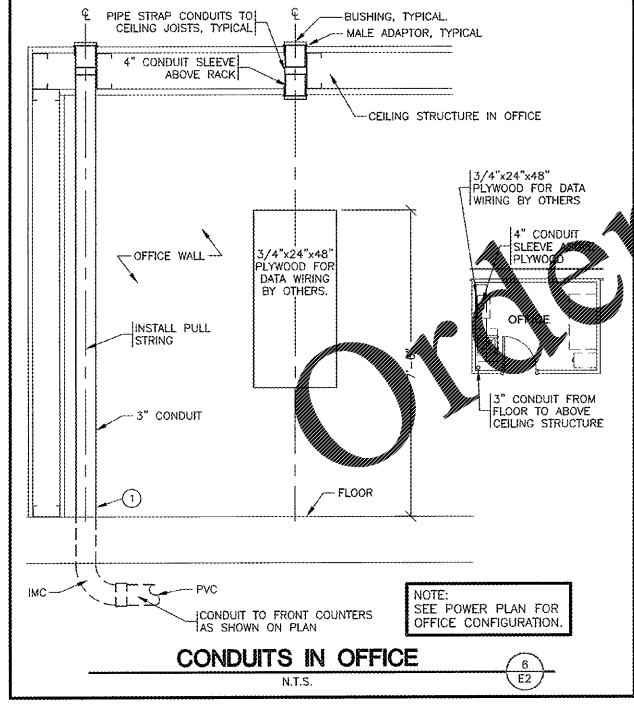 ℄
PIPE STRAP CONDUITS TO
CEILING JOISTS, TYPICAL
℄
BUSHING, TYPICAL.
MALE ADAPTOR, TYPICAL
4" CONDUIT SLEEVE
ABOVE RACK
CEILING STRUCTURE IN OFFICE
3/4"x24"x48"
PLYWOOD FOR DATA
WIRING BY OTHERS
4" CONDUIT
SLEEVE
PLYWOOD
OFFICE WALL
3/4"x24"x48"
PLYWOOD FOR
DATA WIRING
BY OTHERS.
OFFICE
INSTALL PULL
STRING
3" CONDUIT
3" CONDUIT FROM
FLOOR TO ABOVE
CEILING STRUCTURE
1
FLOOR
IMC
PVC
CONDUIT TO FRONT COUNTERS
AS SHOWN ON PLAN
NOTE:
SEE POWER PLAN FOR
OFFICE CONFIGURATION.
CONDUITS IN OFFICE
N.T.S.
6
E2
Order